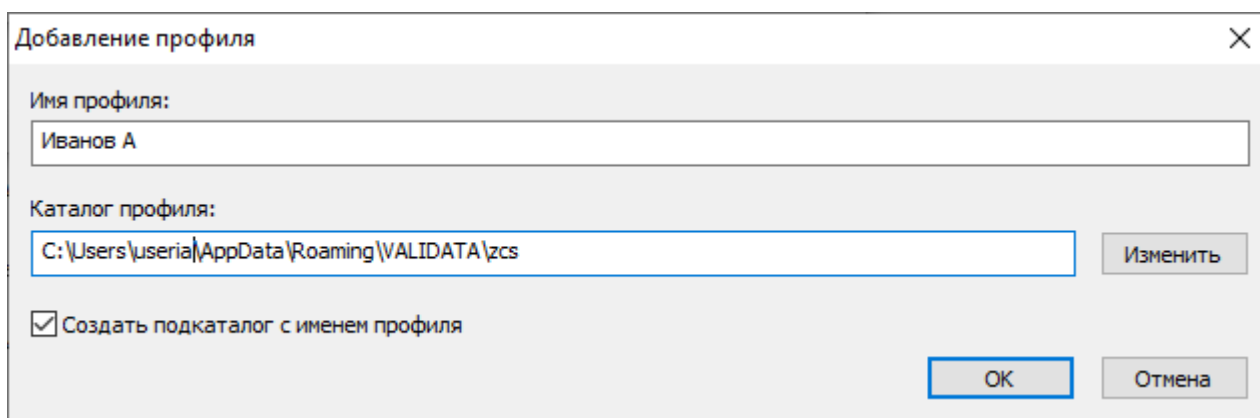 Добавление профиля
Имя профиля:
Иванов А
Каталог профиля:
C:\Users\useria\AppData\Roaming\VALIDATA\zcs
Изменить
Создать подкаталог с именем профиля
OK
Отмена